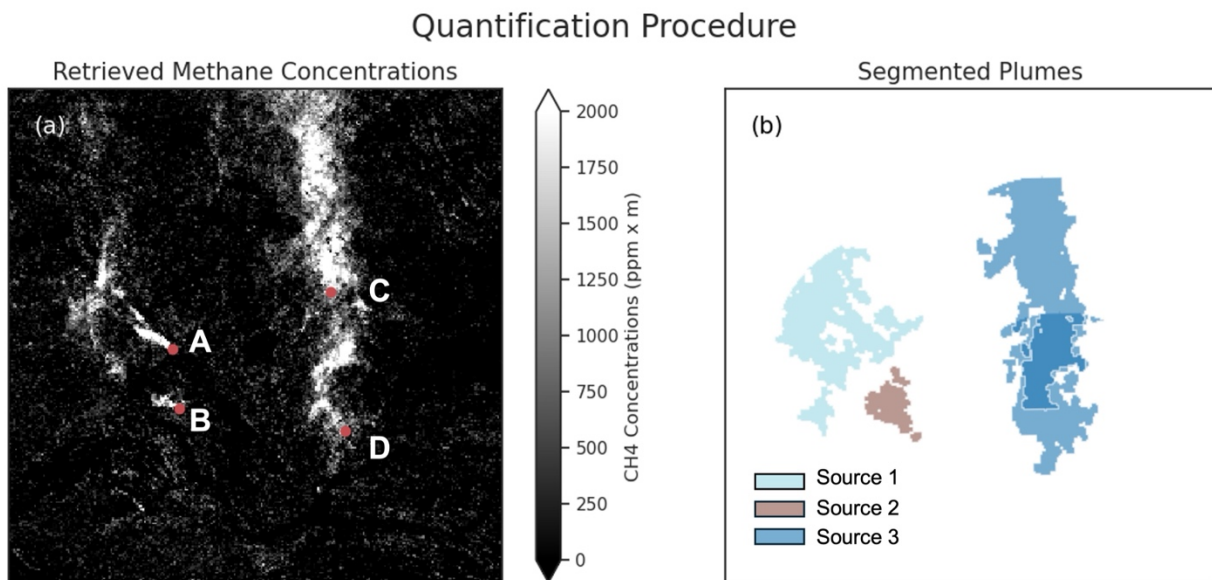 Quantification Procedure
Retrieved Methane Concentrations
Segmented Plumes
(a)
A
B
C
D
2000
1750
1500
1250
1000
750
500
250
0
CH4 Concentrations (ppm x m)
(b)
Source 1
Source 2
Source 3